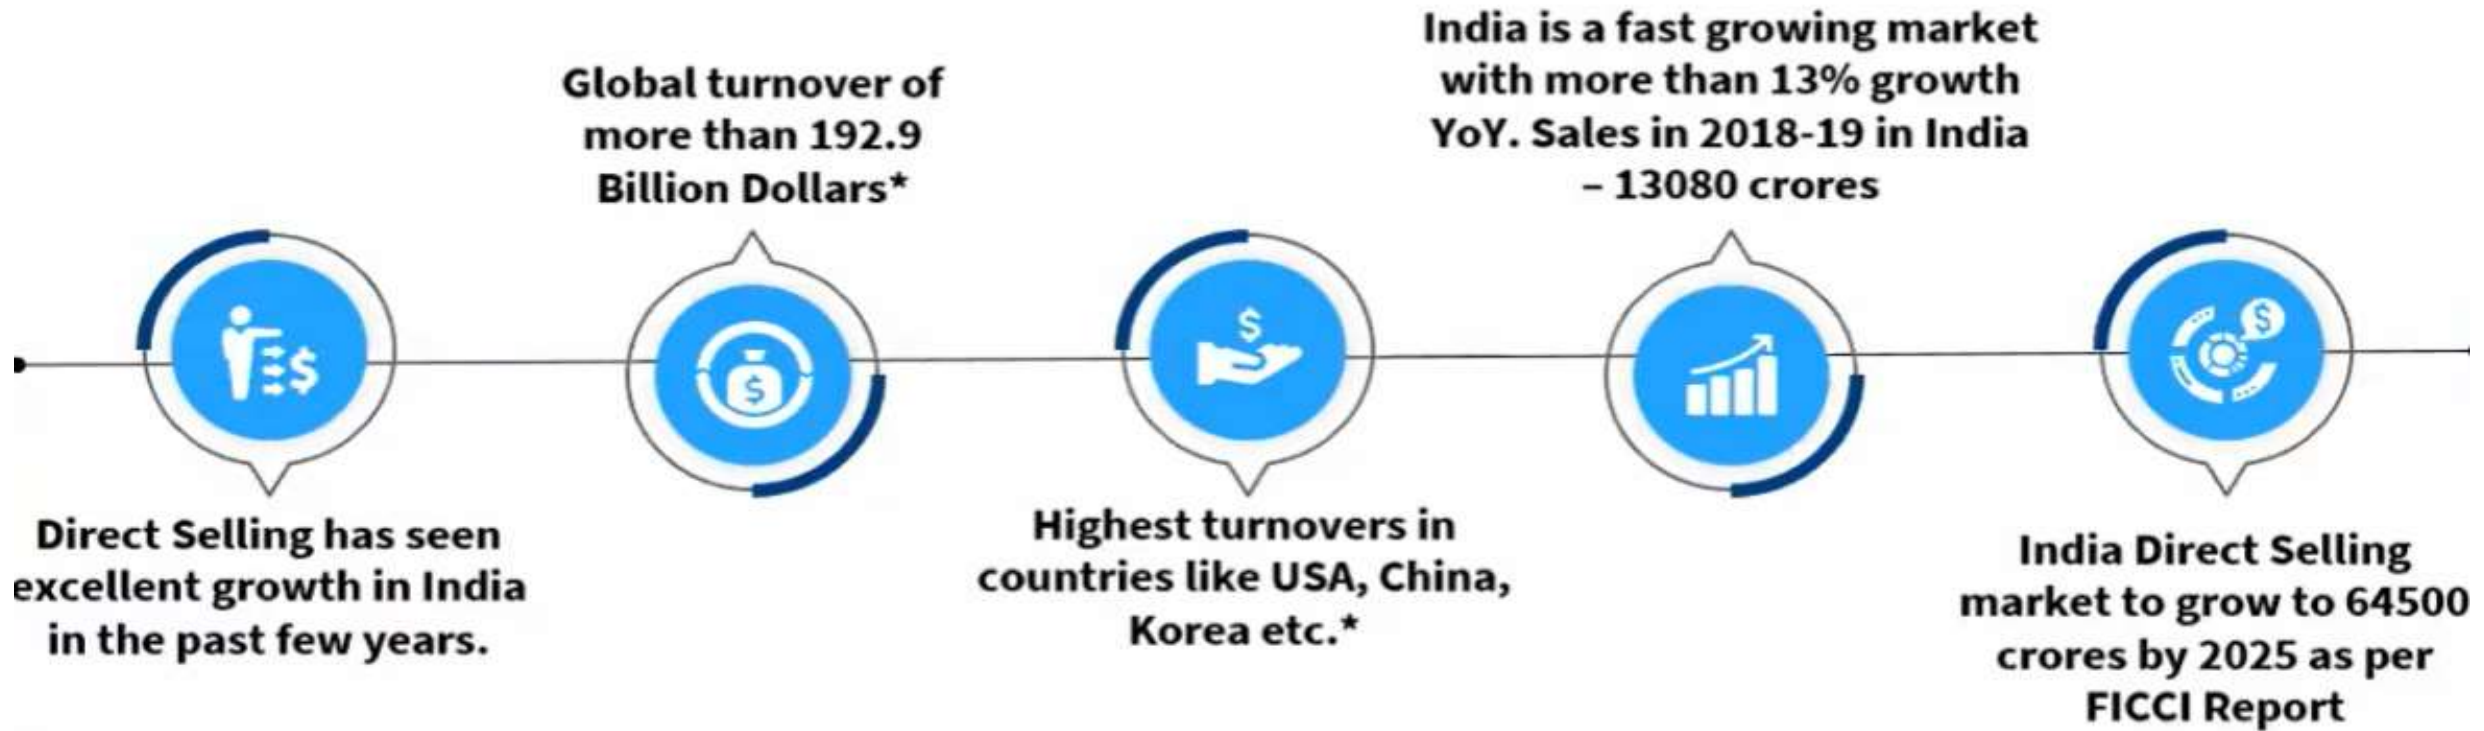 Direct Selling has seen
excellent growth in India
in the past few years.
Global turnover of
more than 192.9
Billion Dollars*
Highest turnovers in
countries like USA, China,
Korea etc.*
India is a fast growing market
with more than 13% growth
YoY. Sales in 2018-19 in India
– 13080 crores
India Direct Selling
market to grow to 64500
crores by 2025 as per
FICCI Report